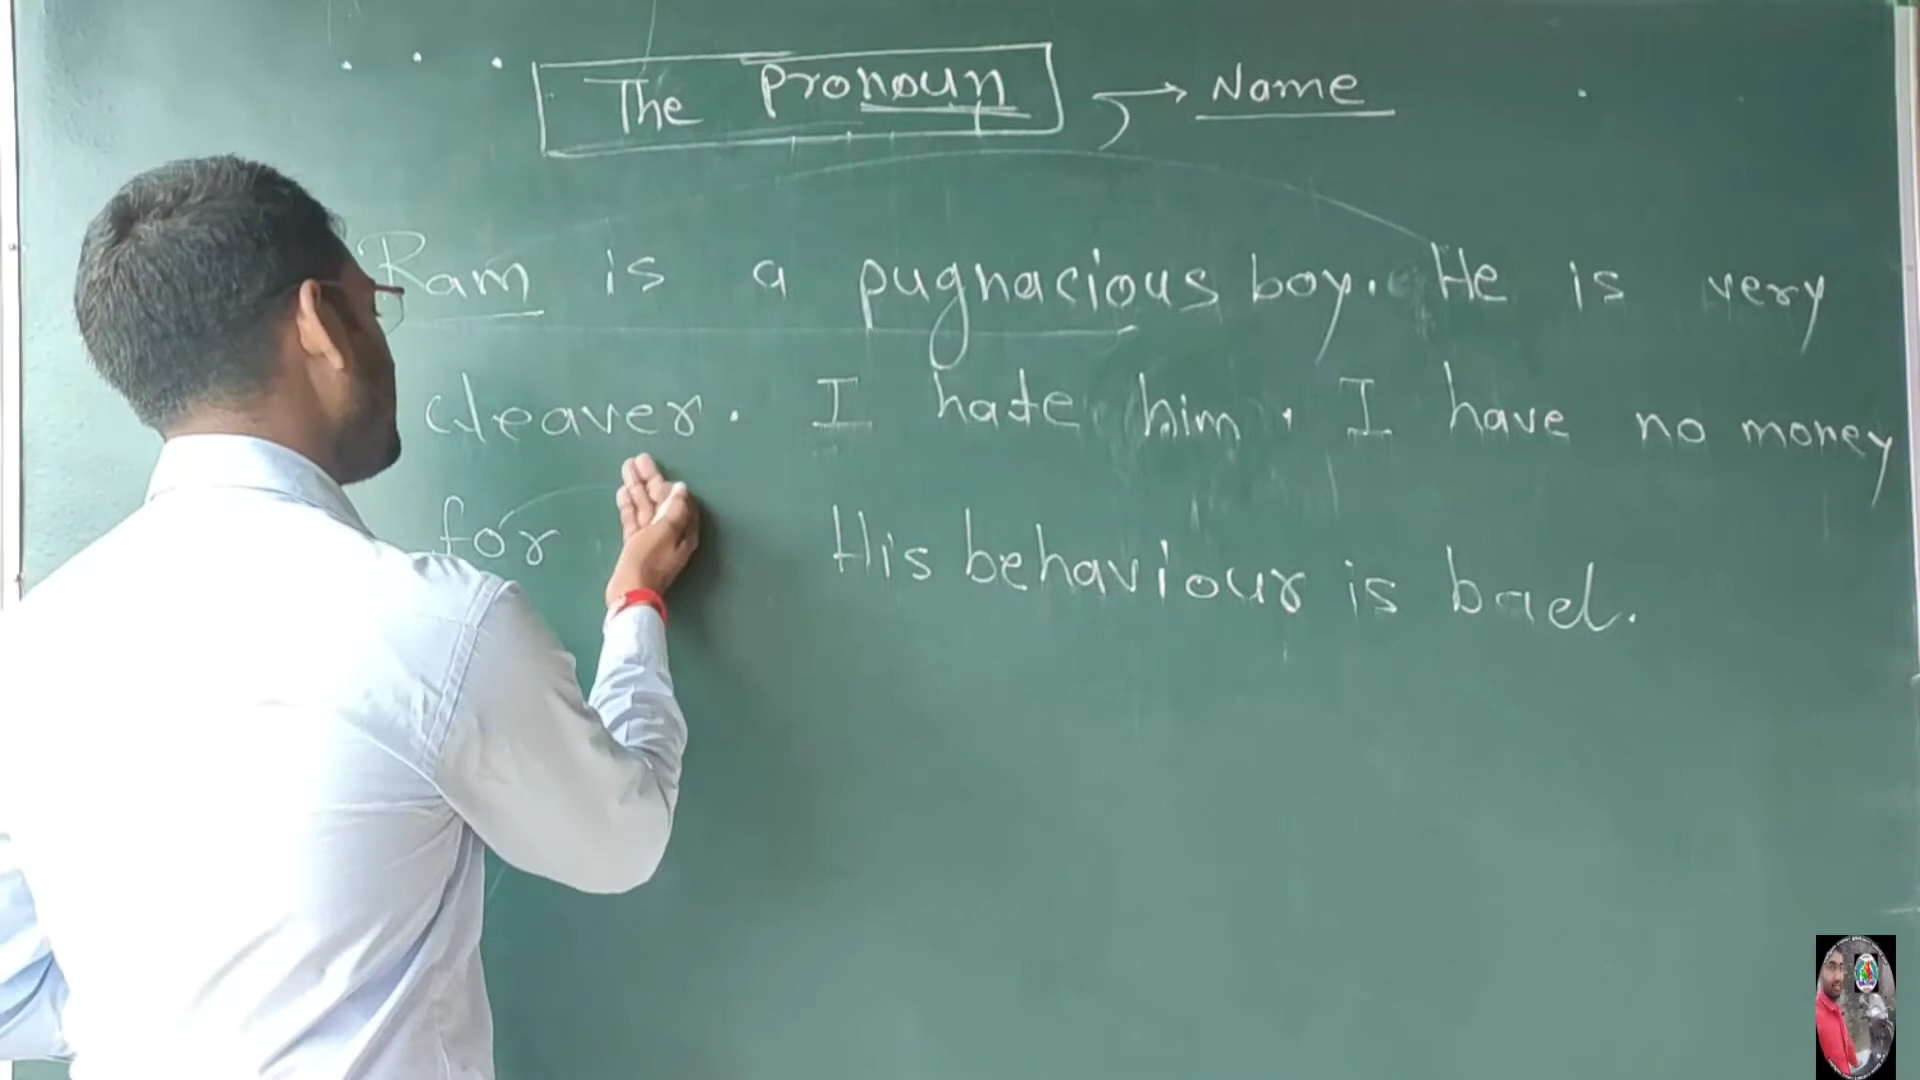 The Pronoun → Name
Ram is a pugnacious boy. He is very
cleaver. I hate him. I have no money
for His behaviour is bad.